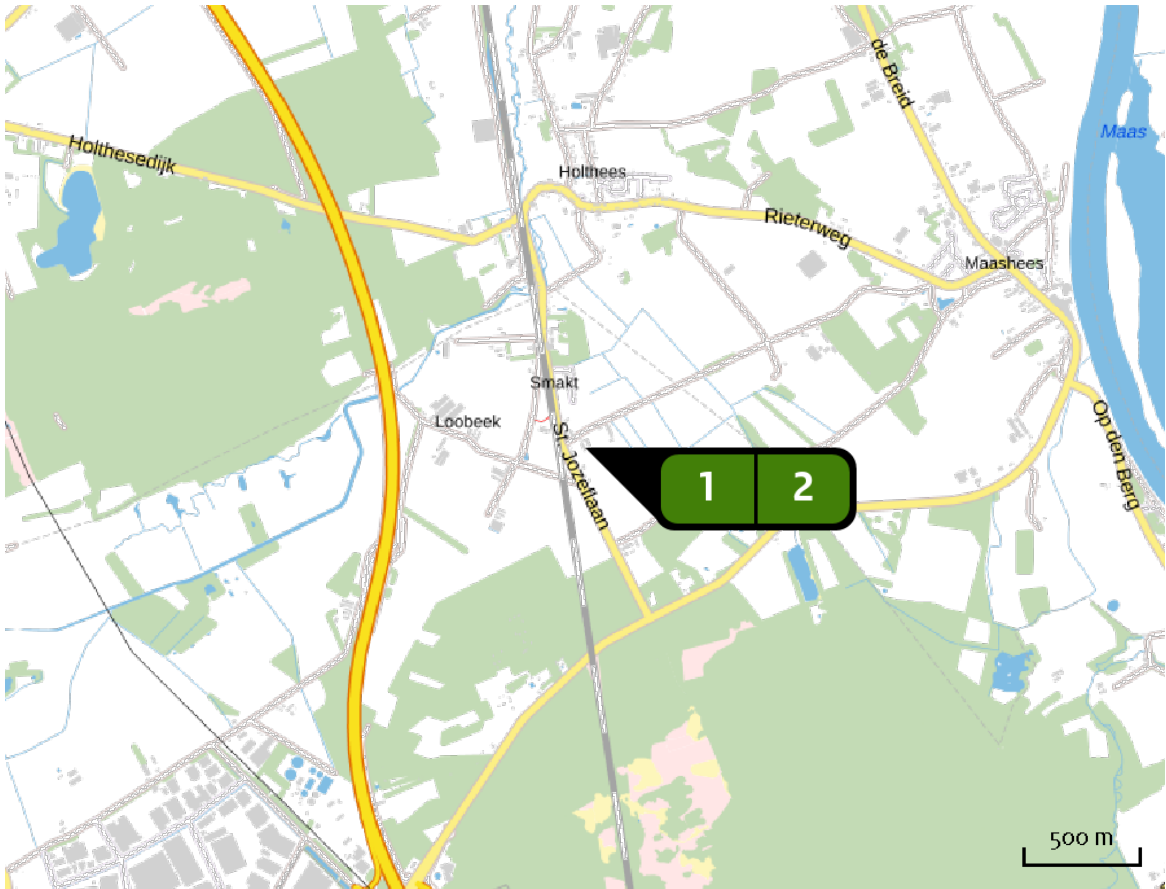 de Breid
Maas
Holthesedijk
Holthees
Rieterweg
Maashees
Smakt
Loobeek
St. Jozeflaan
Op den Berg
1 2
500 m